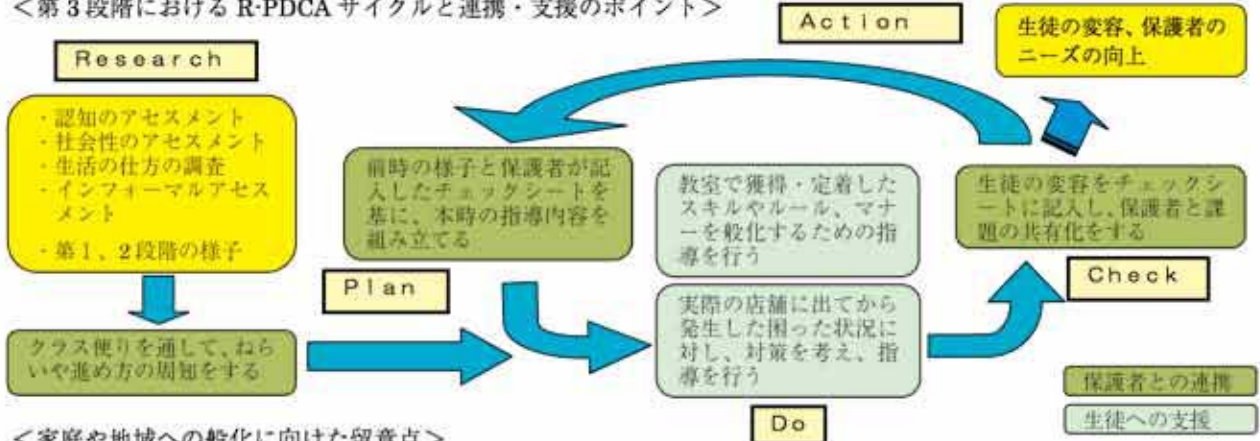 ＜第３段階における R-PDCA サイクルと連携・支援のポイント＞
Research
・認知のアセスメント
・社会性のアセスメント
・生活の仕方の調査
・インフォーマルアセス
メント
・第１、２段階の様子
クラス便りを通して、ねら
いや進め方の周知をする
Plan
前時の様子と保護者が記
入したチェックシートを
基に、本時の指導内容を
組み立てる
教室で獲得・定着した
スキルやルール、マナ
ーを般化するための指
導を行う
実際の店舗に出てから
発生した困った状況に
対し、対策を考え、指
導を行う
Do
Action
生徒の変容、保護者の
ニーズの向上
生徒の変容をチェックシ
ートに記入し、保護者と課
題の共有化をする
Check
保護者との連携
生徒への支援
＜家庭や地域への般化に向けた留意点＞